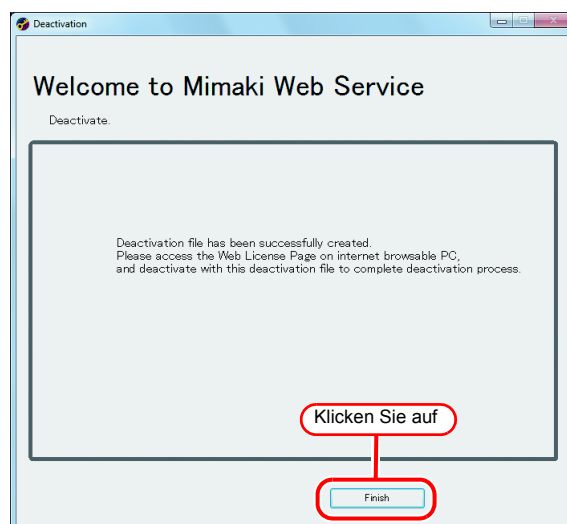 Deactivation
Welcome to Mimaki Web Service
Deactivate.
Deactivation file has been successfully created.
Please access the Web License Page on internet browsable PC,
and deactivate with this deactivation file to complete deactivation process.
Klicken Sie auf
Finish